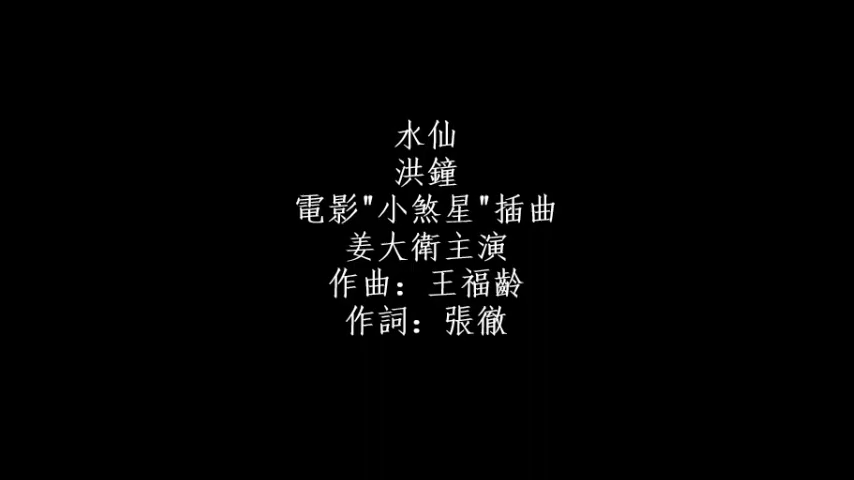 水仙
洪鐘
電影"小煞星"插曲
姜大衛主演
作曲：王福齡
作詞：張徹